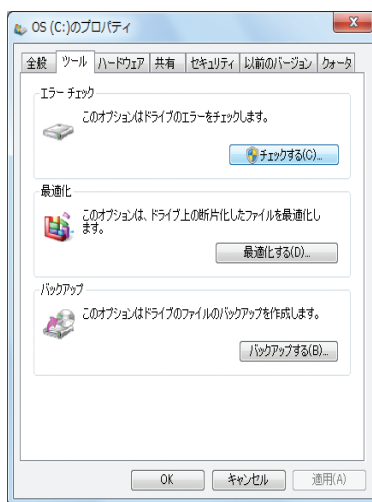 OS (C:)のプロパティ
全般 ツール ハードウェア 共有 セキュリティ 以前のバージョン クォータ
エラー チェック
このオプションはドライブのエラーをチェックします。
チェックする(C)...
最適化
このオプションは、ドライブ上の断片化したファイルを最適化し
ます。
最適化する(D)...
バックアップ
このオプションはドライブのファイルのバックアップを作成します。
バックアップする(B)...
OK キャンセル 適用(A)